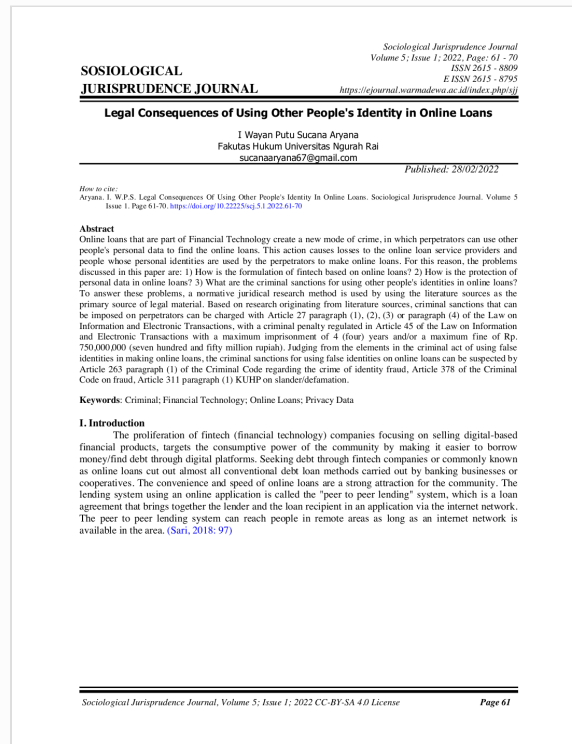 Sociological Jurisprudence Journal
Volume 5; Issue 1; 2022, Page: 61 - 70
ISSN 2615 - 8809
E ISSN 2615 - 8795
https://ejournal.warmadewa.ac.id/index.php/sjj
SOSIOLOGICAL
JURISPRUDENCE JOURNAL
Legal Consequences of Using Other People's Identity in Online Loans
I Wayan Putu Sucana Aryana
Fakutas Hukum Universitas Ngurah Rai
sucanaaryana67@gmail.com
Published: 28/02/2022
How to cite:
Aryana. I. W.P.S. Legal Consequences Of Using Other People's Identity In Online Loans. Sociological Jurisprudence Journal. Volume 5
Issue 1. Page 61-70. https://doi.org/10.22225/scj.5.1.2022.61-70
Abstract
Online loans that are part of Financial Technology create a new mode of crime, in which perpetrators can use other
people's personal data to find the online loans. This action causes losses to the online loan service providers and
people whose personal identities are used by the perpetrators to make online loans. For this reason, the problems
discussed in this paper are: 1) How is the formulation of fintech based on online loans? 2) How is the protection of
personal data in online loans? 3) What are the criminal sanctions for using other people's identities in online loans?
To answer these problems, a normative juridical research method is used by using the literature sources as the
primary source of legal material. Based on research originating from literature sources, criminal sanctions that can
be imposed on perpetrators can be charged with Article 27 paragraph (1), (2), (3) or paragraph (4) of the Law on
Information and Electronic Transactions, with a criminal penalty regulated in Article 45 of the Law on Information
and Electronic Transactions with a maximum imprisonment of 4 (four) years and/or a maximum fine of Rp.
750,000,000 (seven hundred and fifty million rupiah). Judging from the elements in the criminal act of using false
identities in making online loans, the criminal sanctions for using false identities on online loans can be suspected by
Article 263 paragraph (1) of the Criminal Code regarding the crime of identity fraud, Article 378 of the Criminal
Code on fraud, Article 311 paragraph (1) KUHP on slander/defamation.
Keywords: Criminal; Financial Technology; Online Loans; Privacy Data
I. Introduction
The proliferation of fintech (financial technology) companies focusing on selling digital-based
financial products, targets the consumptive power of the community by making it easier to borrow
money/find debt through digital platforms. Seeking debt through fintech companies or commonly known
as online loans cut out almost all conventional debt loan methods carried out by banking businesses or
cooperatives. The convenience and speed of online loans are a strong attraction for the community. The
lending system using an online application is called the "peer to peer lending" system, which is a loan
agreement that brings together the lender and the loan recipient in an application via the internet network.
The peer to peer lending system can reach people in remote areas as long as an internet network is
available in the area. (Sari, 2018: 97)
Sociological Jurisprudence Journal, Volume 5; Issue 1; 2022 CC-BY-SA 4.0 License
Page 61